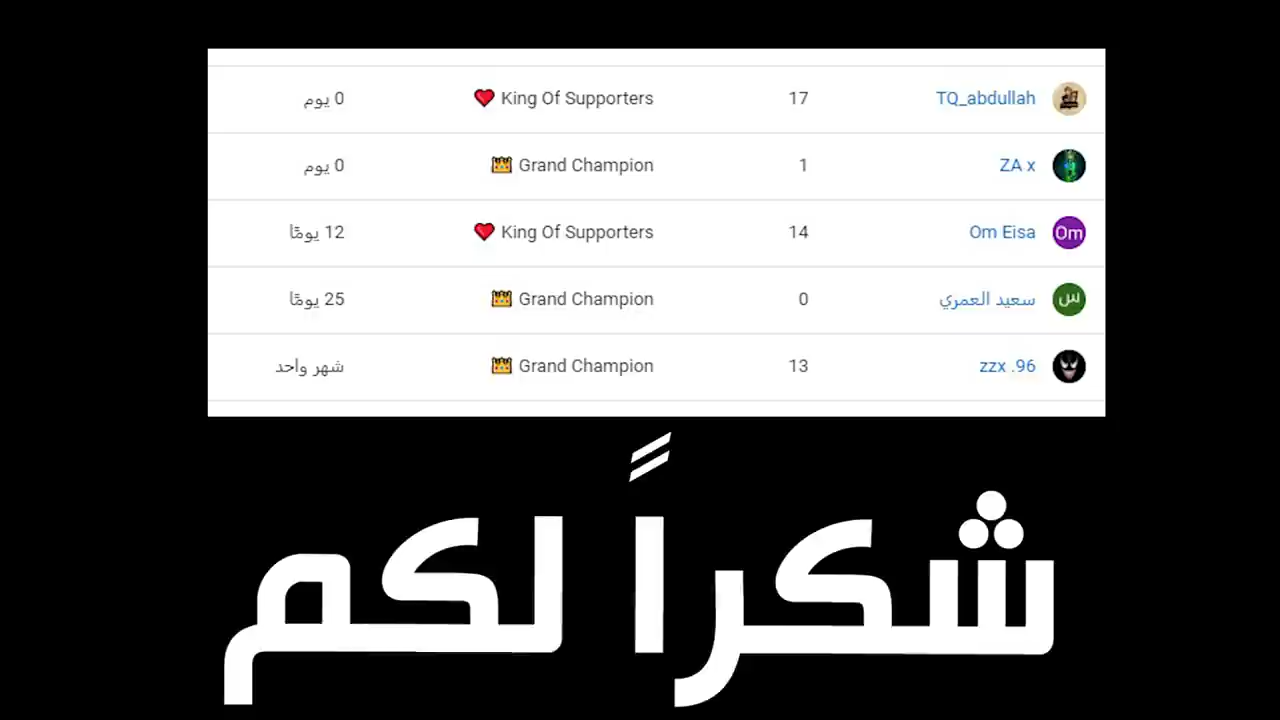 TQ_abdullah 17 ❤️ King Of Supporters 0 يوم
ZA x 1 👑 Grand Champion 0 يوم
Om Om Eisa 14 ❤️ King Of Supporters 12 يومًا
س سعيد العمري 0 👑 Grand Champion 25 يومًا
zzx .96 13 👑 Grand Champion شهر واحد
شكراً لكم